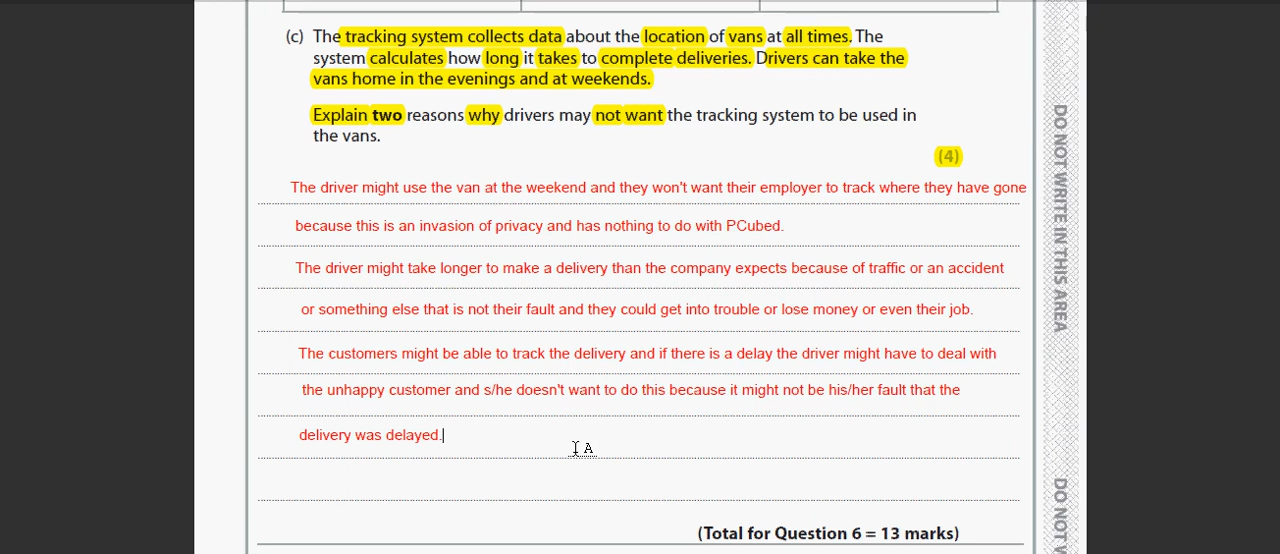 (c) The tracking system collects data about the location of vans at all times. The
system calculates how long it takes to complete deliveries. Drivers can take the
vans home in the evenings and at weekends.
Explain two reasons why drivers may not want the tracking system to be used in
the vans.
(4)
The driver might use the van at the weekend and they won't want their employer to track where they have gone
because this is an invasion of privacy and has nothing to do with PCubed.
The driver might take longer to make a delivery than the company expects because of traffic or an accident
or something else that is not their fault and they could get into trouble or lose money or even their job.
The customers might be able to track the delivery and if there is a delay the driver might have to deal with
the unhappy customer and s/he doesn't want to do this because it might not be his/her fault that the
delivery was delayed.
A
(Total for Question 6 = 13 marks)
DO NOT WRITE IN THIS AREA
DO NOT